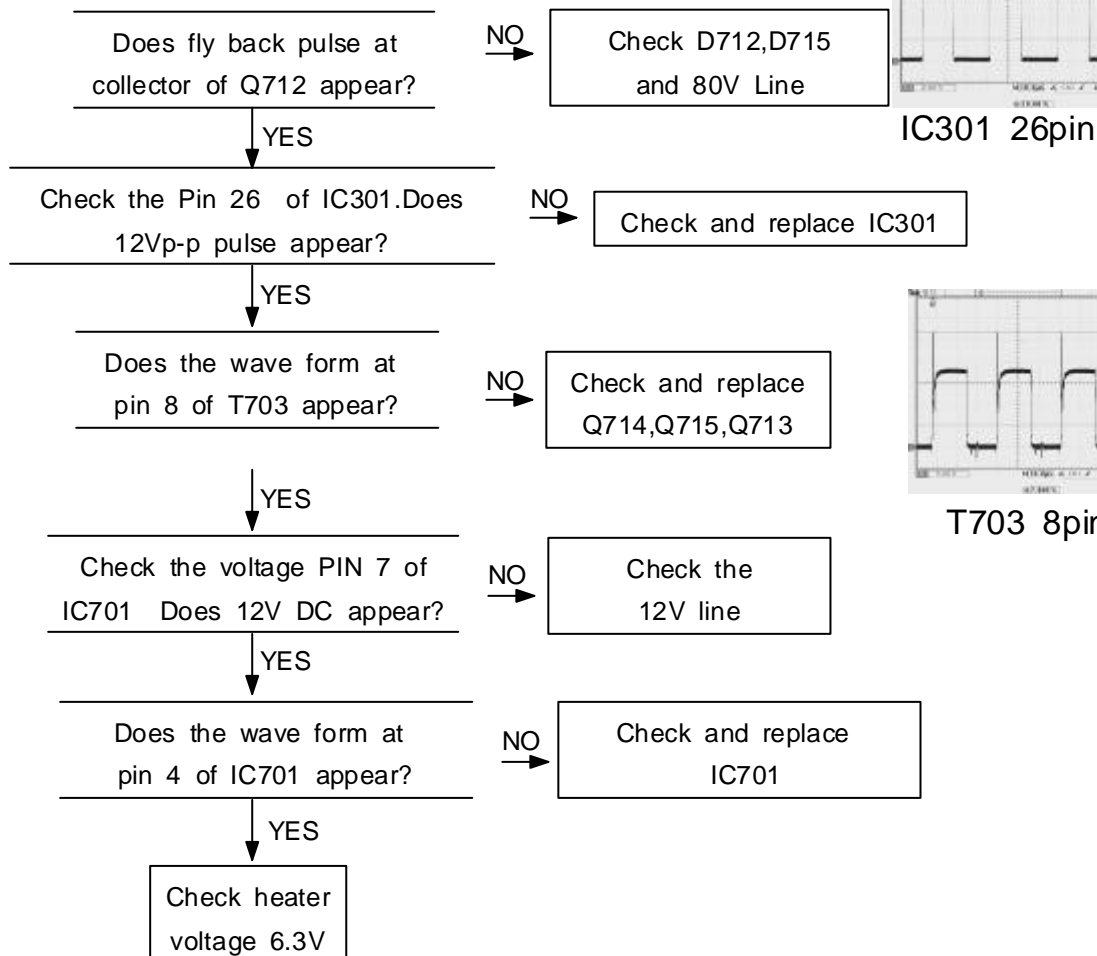 Does fly back pulse at
collector of Q712 appear?
NO
Check D712,D715
and 80V Line
IC301 26pin
YES
Check the Pin 26 of IC301.Does
12Vp-p pulse appear?
NO
Check and replace IC301
YES
Does the wave form at
pin 8 of T703 appear?
NO
Check and replace
Q714,Q715,Q713
T703 8pin
YES
Check the voltage PIN 7 of
IC701 Does 12V DC appear?
NO
Check the
12V line
YES
Does the wave form at
pin 4 of IC701 appear?
NO
Check and replace
IC701
YES
Check heater
voltage 6.3V